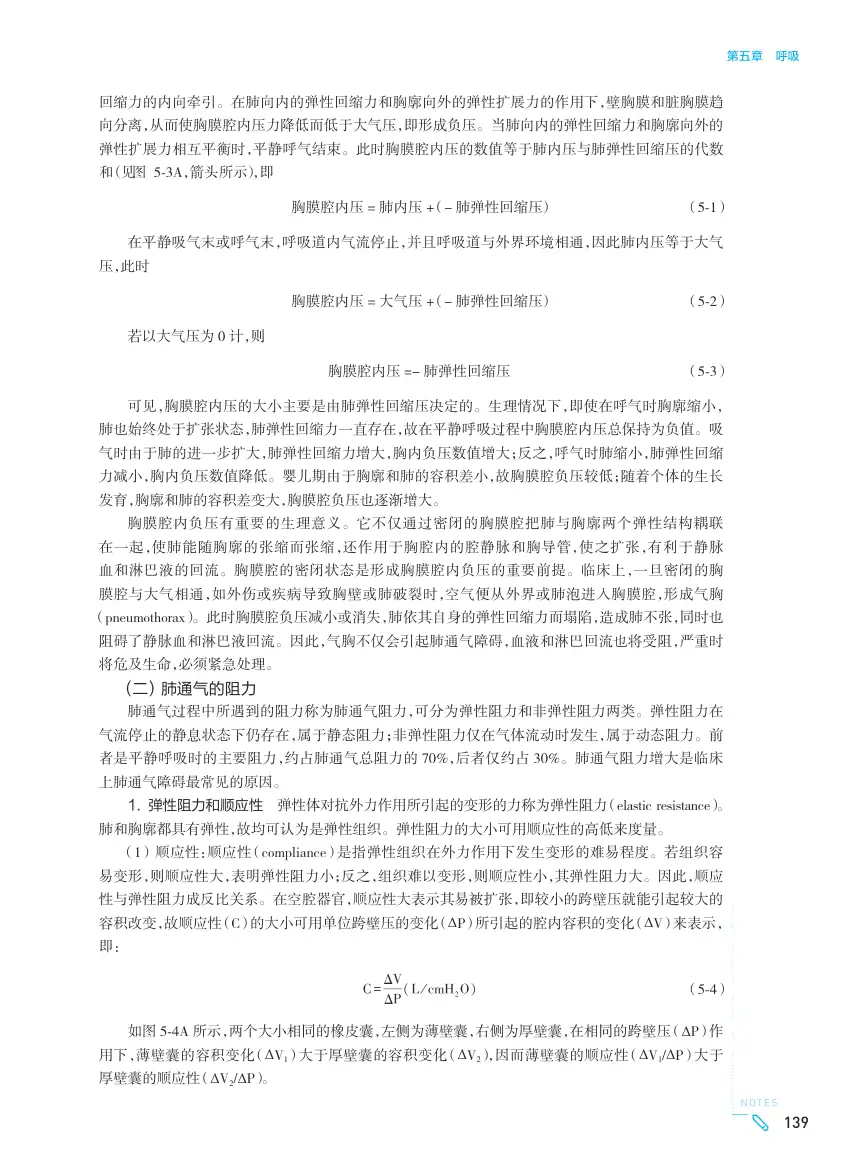 第五章 呼吸
回缩力的内向牵引。在肺向内的弹性回缩力和胸廓向外的弹性扩展力的作用下,壁胸膜和脏胸膜趋
向分离,从而使胸膜腔内压力降低而低于大气压,即形成负压。当肺向内的弹性回缩力和胸廓向外的
弹性扩展力相互平衡时,平静呼气结束。此时胸膜腔内压的数值等于肺内压与肺弹性回缩压的代数
和(见图 5-3A,箭头所示),即
胸膜腔内压 = 肺内压 +(– 肺弹性回缩压) (5-1)
在平静吸气末或呼气末,呼吸道内气流停止,并且呼吸道与外界环境相通,因此肺内压等于大气
压,此时
胸膜腔内压 = 大气压 +(– 肺弹性回缩压) (5-2)
若以大气压为 0 计,则
胸膜腔内压 =– 肺弹性回缩压 (5-3)
可见,胸膜腔内压的大小主要是由肺弹性回缩压决定的。生理情况下,即使在呼气时胸廓缩小,
肺也始终处于扩张状态,肺弹性回缩力一直存在,故在平静呼吸过程中胸膜腔内压总保持为负值。吸
气时由于肺的进一步扩大,肺弹性回缩力增大,胸内负压数值增大;反之,呼气时肺缩小,肺弹性回缩
力减小,胸内负压数值降低。婴儿期由于胸廓和肺的容积差小,故胸膜腔负压较低;随着个体的生长
发育,胸廓和肺的容积差变大,胸膜腔负压也逐渐增大。
胸膜腔内负压有重要的生理意义。它不仅通过密闭的胸膜腔把肺与胸廓两个弹性结构耦联
在一起,使肺能随胸廓的张缩而张缩,还作用于胸腔内的腔静脉和胸导管,使之扩张,有利于静脉
血和淋巴液的回流。胸膜腔的密闭状态是形成胸膜腔内负压的重要前提。临床上,一旦密闭的胸
膜腔与大气相通,如外伤或疾病导致胸壁或肺破裂时,空气便从外界或肺泡进入胸膜腔,形成气胸
(pneumothorax)。此时胸膜腔负压减小或消失,肺依其自身的弹性回缩力而塌陷,造成肺不张,同时也
阻碍了静脉血和淋巴液回流。因此,气胸不仅会引起肺通气障碍,血液和淋巴回流也将受阻,严重时
将危及生命,必须紧急处理。
(二)肺通气的阻力
肺通气过程中所遇到的阻力称为肺通气阻力,可分为弹性阻力和非弹性阻力两类。弹性阻力在
气流停止的静息状态下仍存在,属于静态阻力;非弹性阻力仅在气体流动时发生,属于动态阻力。前
者是平静呼吸时的主要阻力,约占肺通气总阻力的 70%,后者仅约占 30%。肺通气阻力增大是临床
上肺通气障碍最常见的原因。
1. 弹性阻力和顺应性 弹性体对抗外力作用所引起的变形的力称为弹性阻力(elastic resistance)。
肺和胸廓都具有弹性,故均可认为是弹性组织。弹性阻力的大小可用顺应性的高低来度量。
(1)顺应性:顺应性(compliance)是指弹性组织在外力作用下发生变形的难易程度。若组织容
易变形,则顺应性大,表明弹性阻力小;反之,组织难以变形,则顺应性小,其弹性阻力大。因此,顺应
性与弹性阻力成反比关系。在空腔器官,顺应性大表示其易被扩张,即较小的跨壁压就能引起较大的
容积改变,故顺应性(C)的大小可用单位跨壁压的变化(ΔP)所引起的腔内容积的变化(ΔV)来表示,
即:
C=ΔV/ΔP(L/cmH₂O) (5-4)
如图 5-4A 所示,两个大小相同的橡皮囊,左侧为薄壁囊,右侧为厚壁囊,在相同的跨壁压(ΔP)作
用下,薄壁囊的容积变化(ΔV₁)大于厚壁囊的容积变化(ΔV₂),因而薄壁囊的顺应性(ΔV₁/ΔP)大于
厚壁囊的顺应性(ΔV₂/ΔP)。
NOTES
139